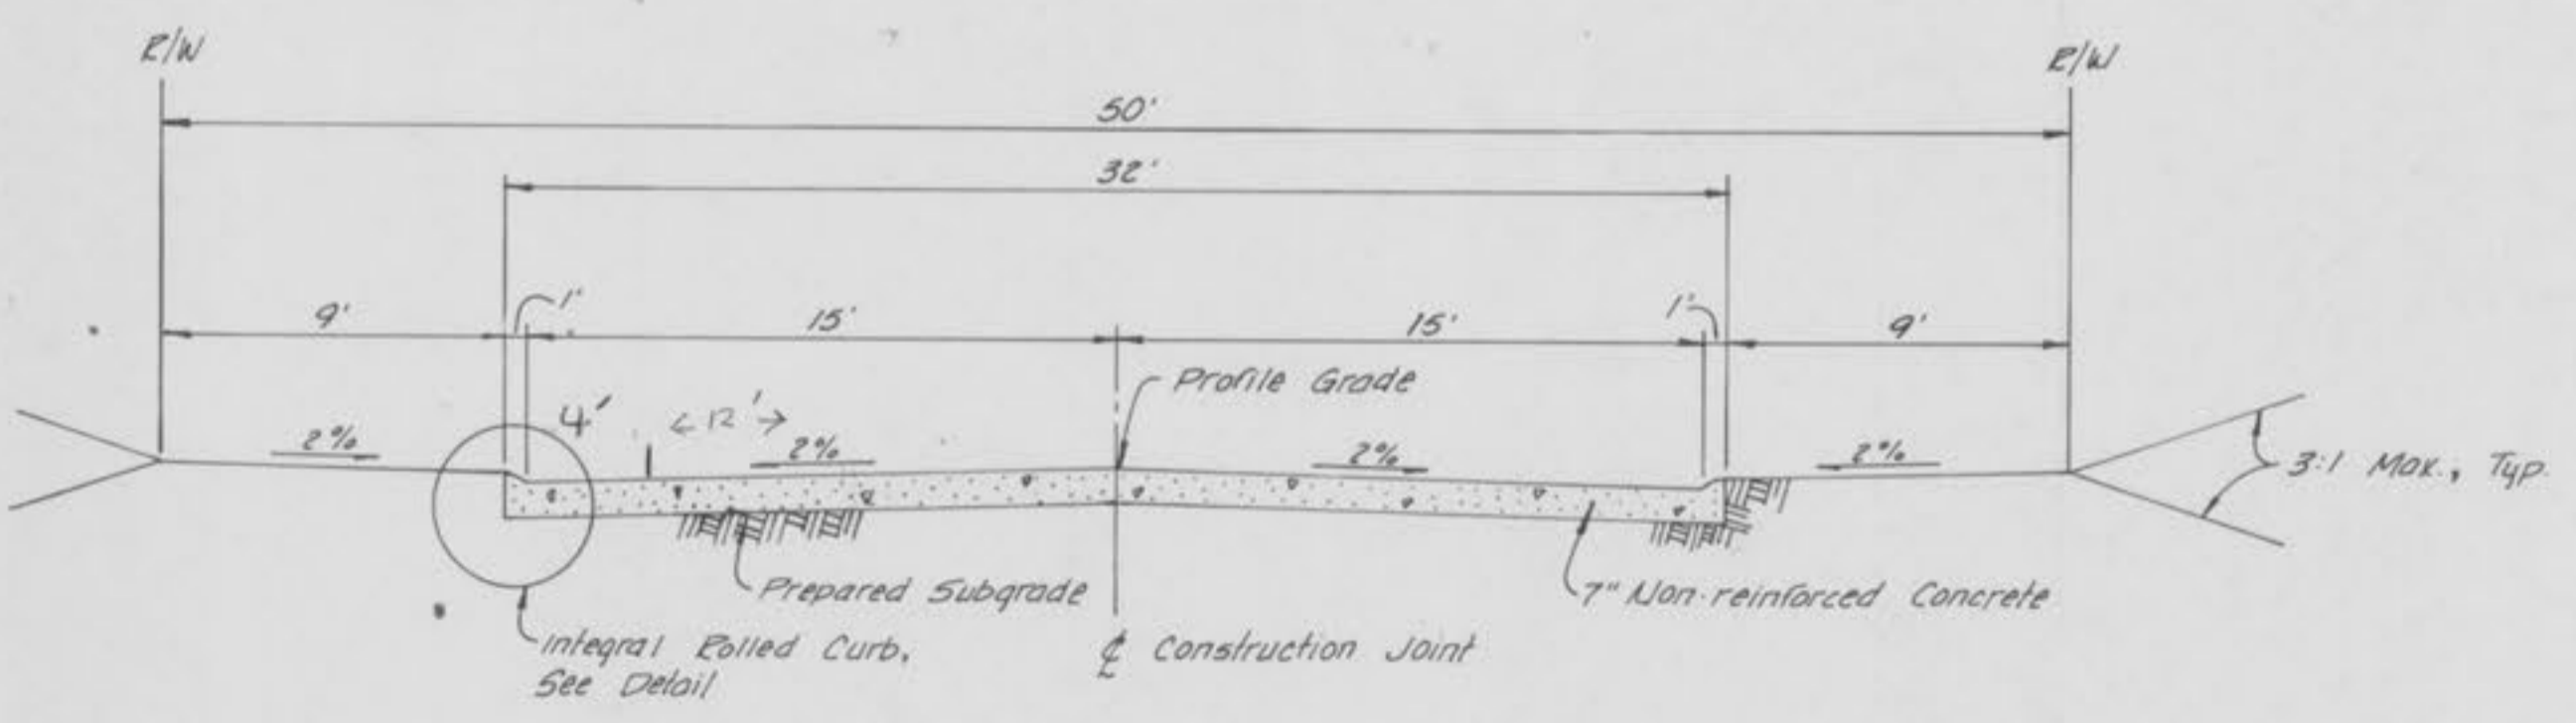 R/W
R/W
50'
32'
9'
1'
15'
15'
1'
9'
Profile Grade
4'
← 12' →
2%
2%
2%
2%
3:1 Max., Typ.
Prepared Subgrade
7" Non-reinforced Concrete
Integral Rolled Curb,
See Detail
℄ Construction Joint